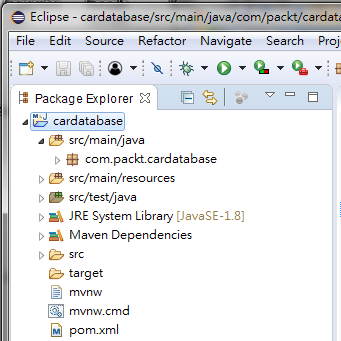 Eclipse - cardatabase/src/main/java/com/packt/cardata
File Edit Source Refactor Navigate Search Proj
Package Explorer
cardatabase
src/main/java
com.packt.cardatabase
src/main/resources
src/test/java
JRE System Library [JavaSE-1.8]
Maven Dependencies
src
target
mvnw
mvnw.cmd
pom.xml